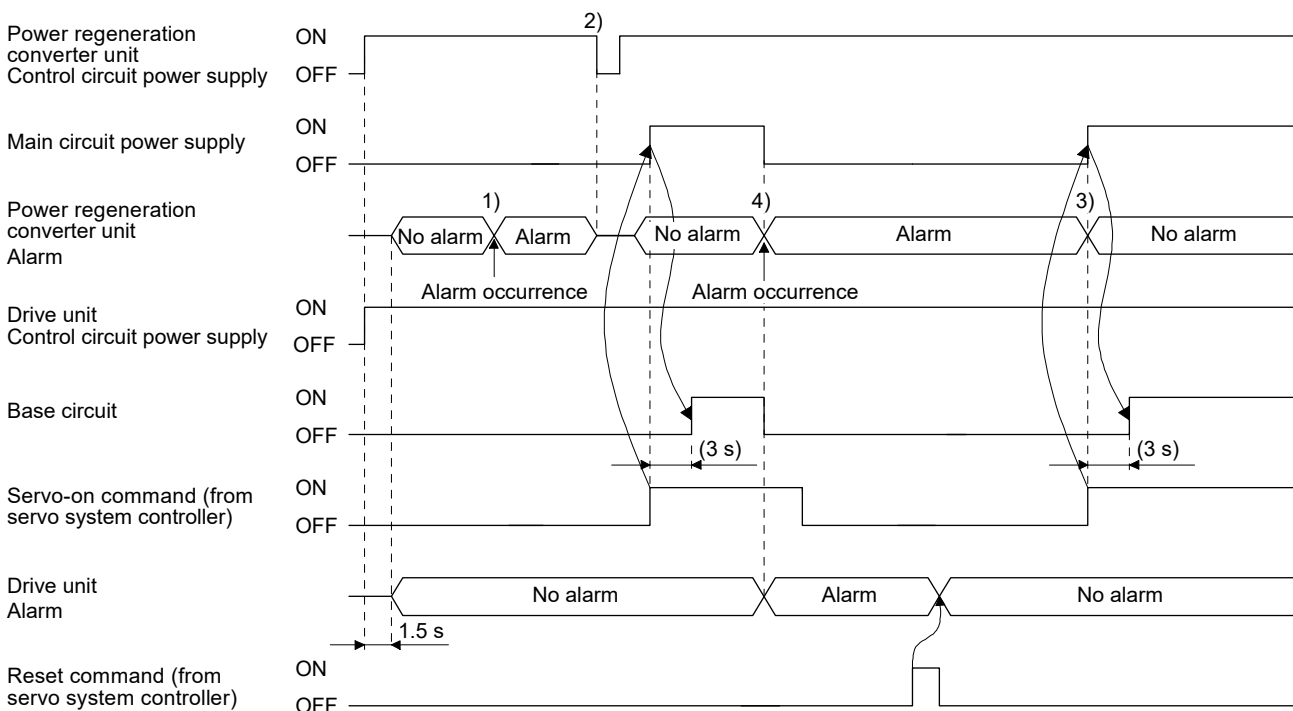 Power regeneration
converter unit
Control circuit power supply
ON
OFF
2)
Main circuit power supply
ON
OFF
Power regeneration
converter unit
Alarm
1)
4)
3)
No alarm
Alarm
No alarm
Alarm
No alarm
Alarm occurrence
Alarm occurrence
Drive unit
Control circuit power supply
ON
OFF
Base circuit
ON
OFF
(3 s)
(3 s)
Servo-on command (from
servo system controller)
ON
OFF
Drive unit
Alarm
No alarm
Alarm
No alarm
1.5 s
Reset command (from
servo system controller)
ON
OFF